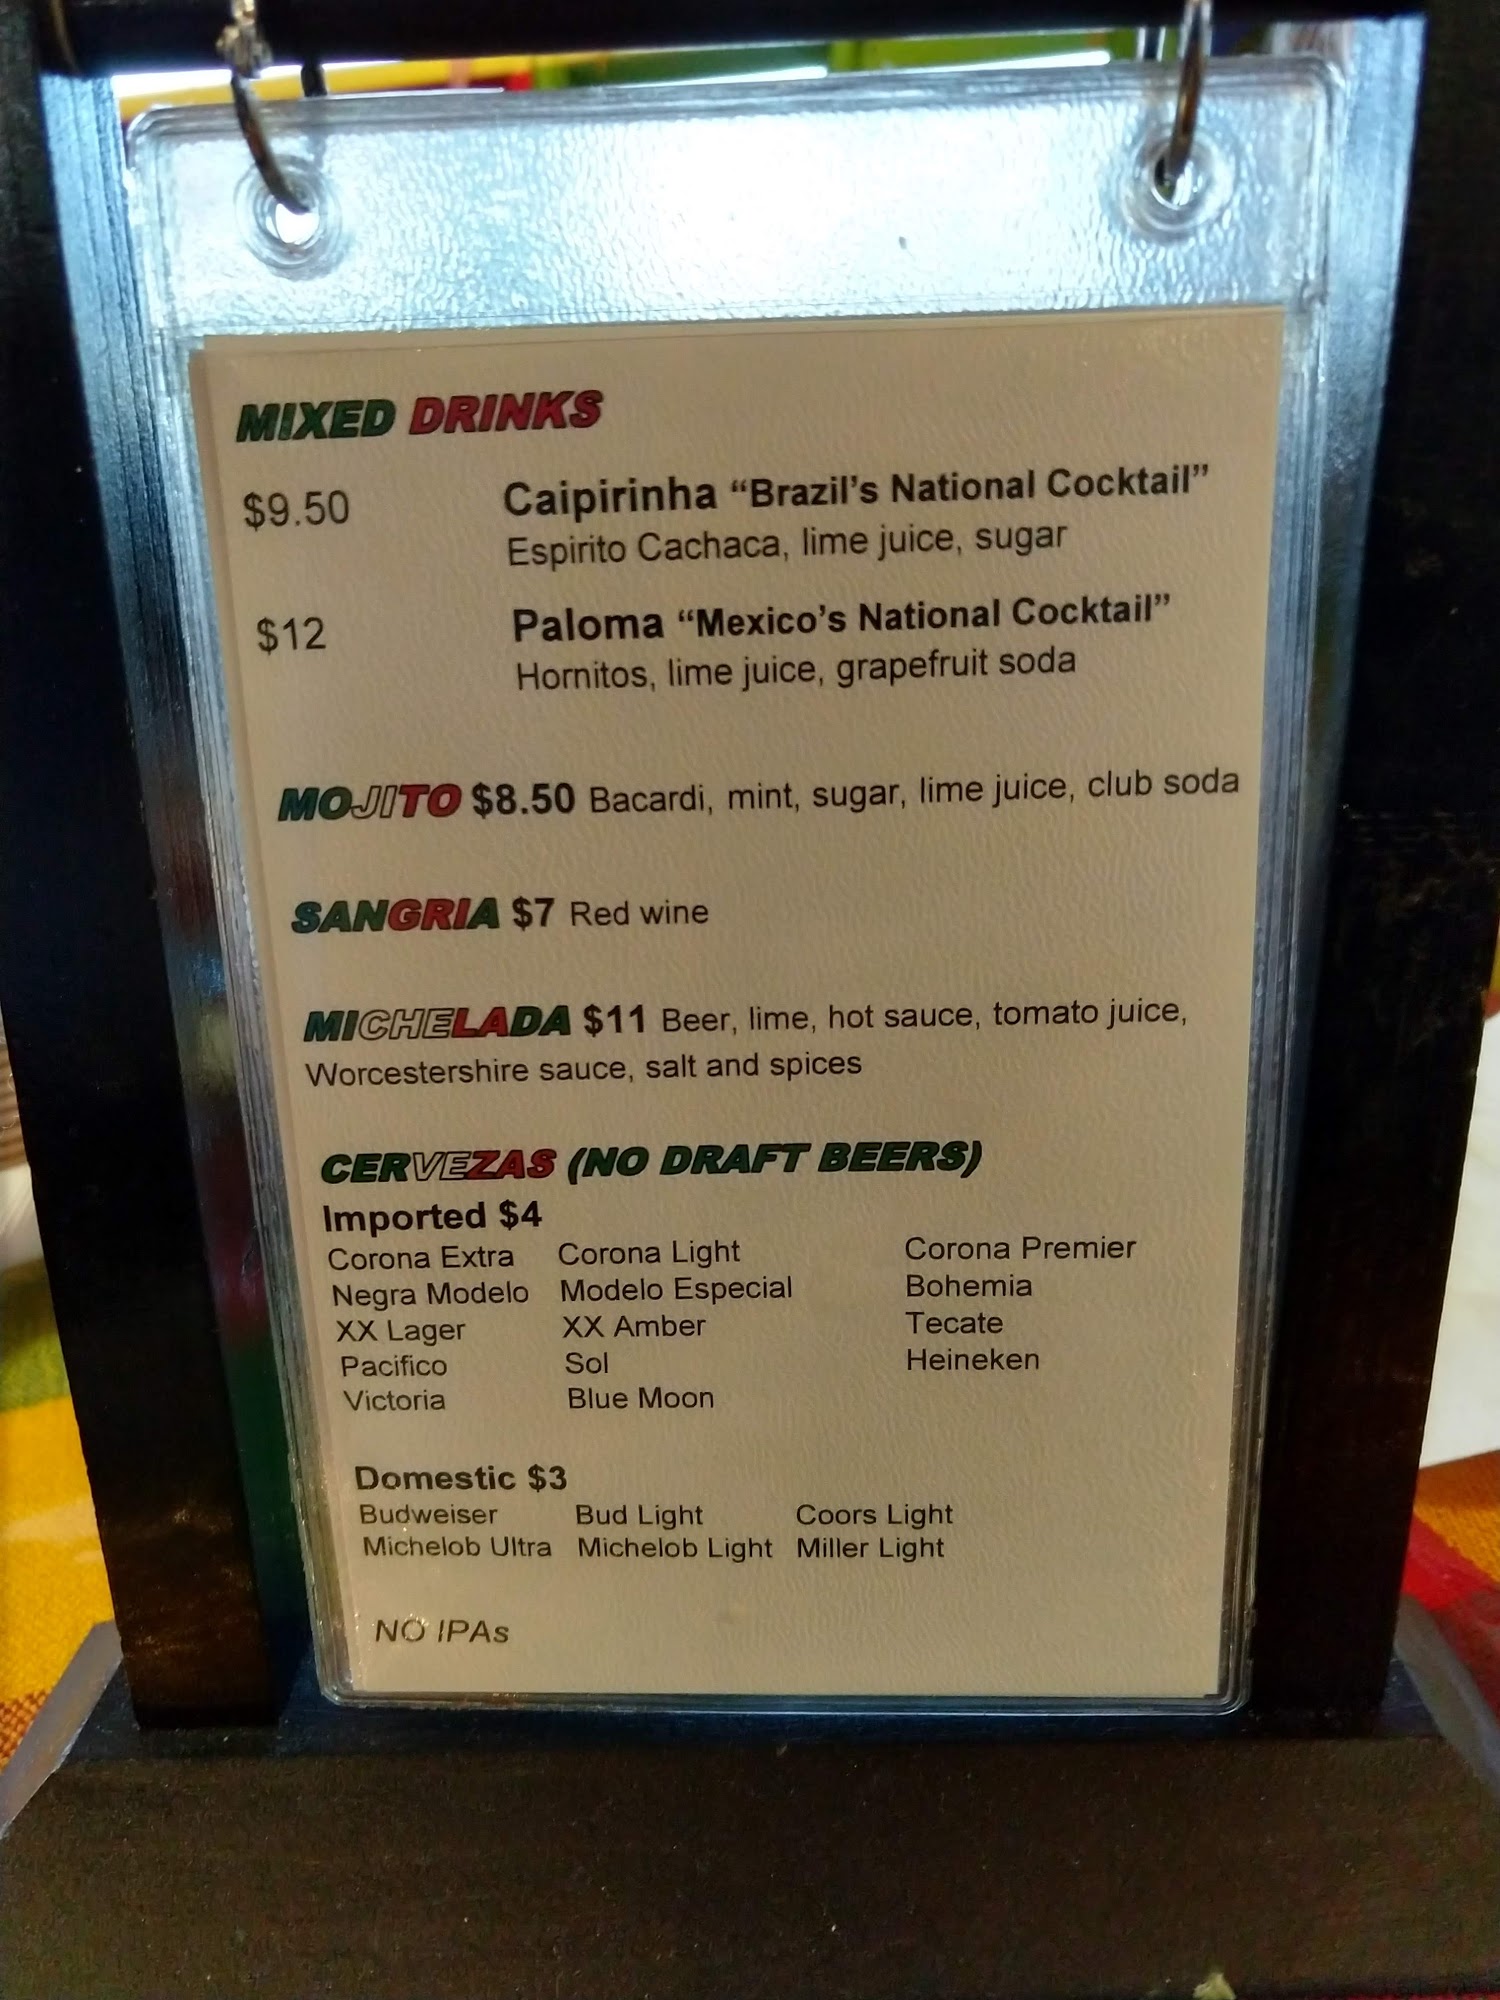 MIXED DRINKS
$9.50 Caipirinha “Brazil’s National Cocktail”
Espirito Cachaca, lime juice, sugar
$12 Paloma “Mexico’s National Cocktail”
Hornitos, lime juice, grapefruit soda
MOJITO $8.50 Bacardi, mint, sugar, lime juice, club soda
SANGRIA $7 Red wine
MICHELADA $11 Beer, lime, hot sauce, tomato juice,
Worcestershire sauce, salt and spices
CERVEZAS (NO DRAFT BEERS)
Imported $4
Corona Extra Corona Light Corona Premier
Negra Modelo Modelo Especial Bohemia
XX Lager XX Amber Tecate
Pacifico Sol Heineken
Victoria Blue Moon
Domestic $3
Budweiser Bud Light Coors Light
Michelob Ultra Michelob Light Miller Light
NO IPAs